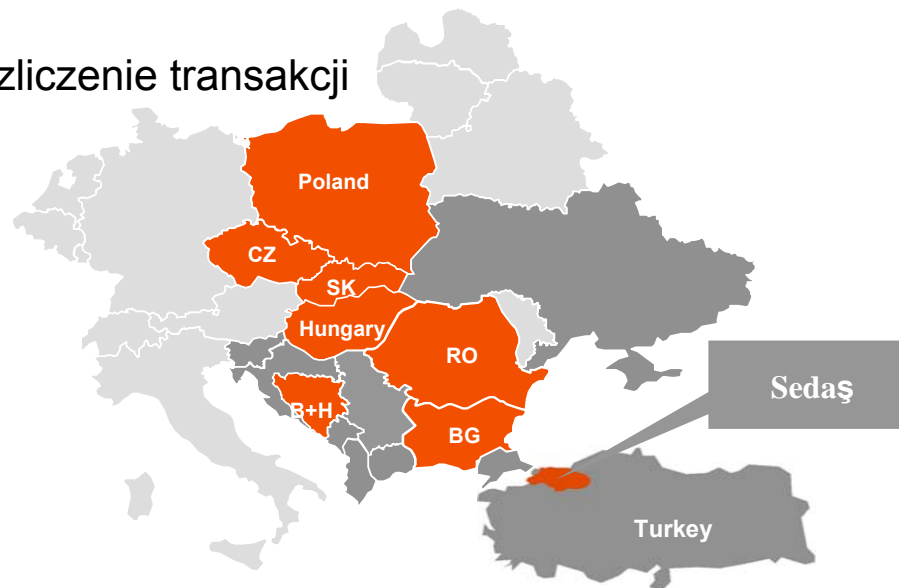 zliczenie transakcji
Poland
CZ
SK
Hungary
RO
B+H
BG
Sedaş
Turkey